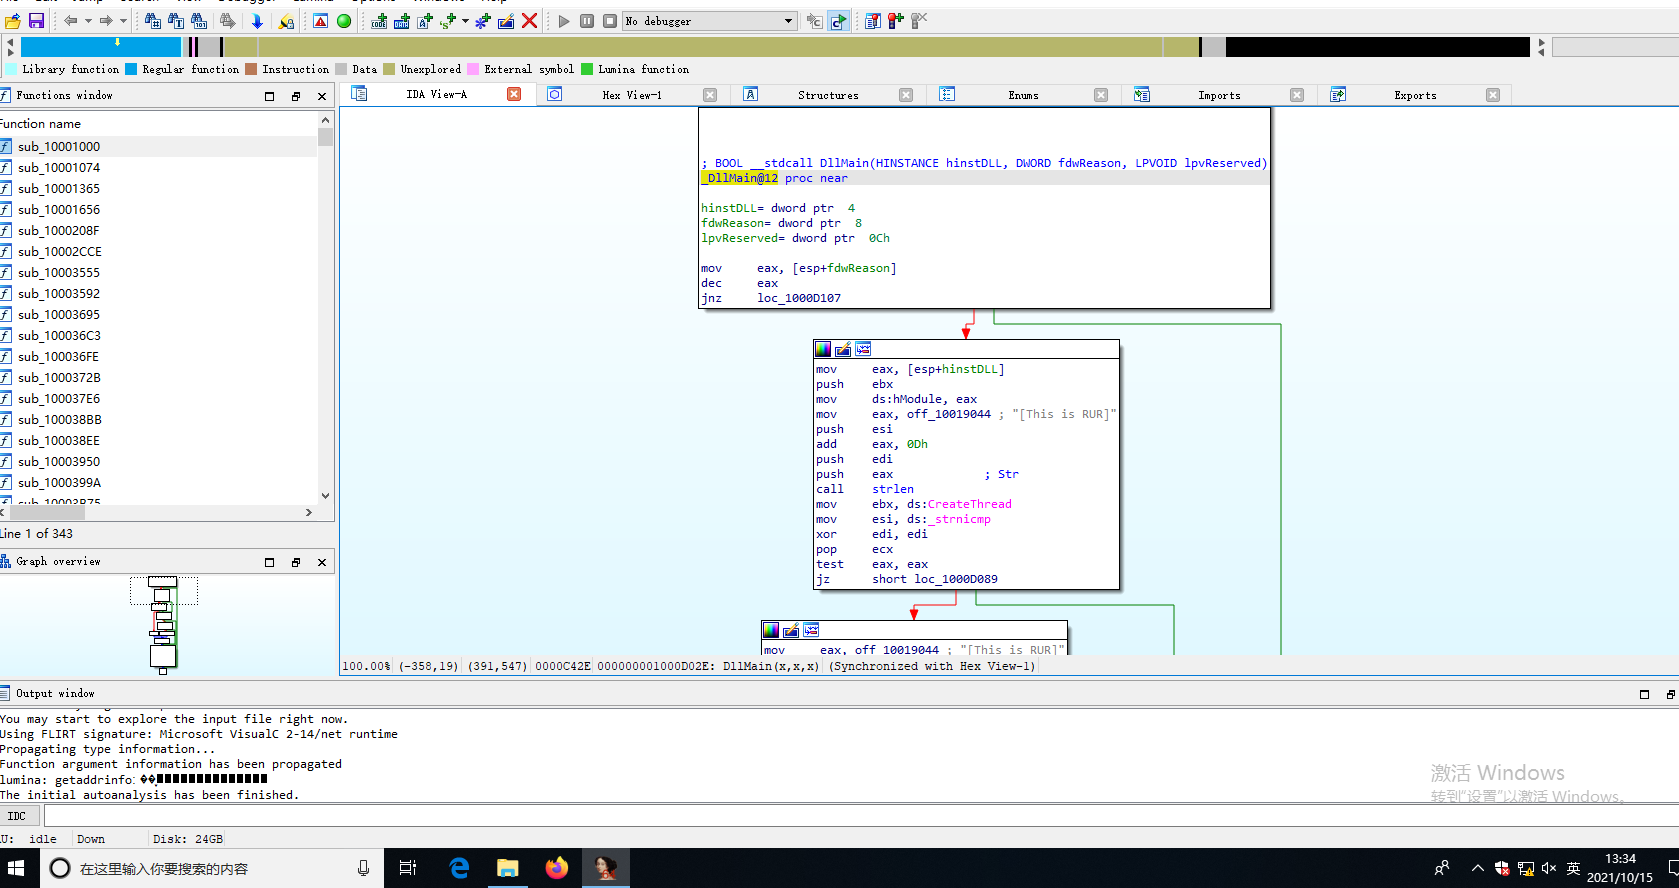 No debugger
Library function Regular function Instruction Data Unexplored External symbol Lumina function
Functions window
IDA View-A Hex View-1 Structures Enums Imports Exports
Function name
sub_10001000
sub_10001074
sub_10001365
sub_10001656
sub_1000208F
sub_10002CCE
sub_10003555
sub_10003592
sub_10003695
sub_100036C3
sub_100036FE
sub_1000372B
sub_100037E6
sub_100038BB
sub_100038EE
sub_10003950
sub_1000399A
sub_10003B75
Line 1 of 343
Graph overview
; BOOL __stdcall DllMain(HINSTANCE hinstDLL, DWORD fdwReason, LPVOID lpvReserved)
_DllMain@12 proc near
hinstDLL= dword ptr 4
fdwReason= dword ptr 8
lpvReserved= dword ptr 0Ch
mov eax, [esp+fdwReason]
dec eax
jnz loc_1000D107
mov eax, [esp+hinstDLL]
push ebx
mov ds:hModule, eax
mov eax, off_10019044 ; "[This is RUR]"
push esi
add eax, 0Dh
push edi
push eax ; Str
call strlen
mov ebx, ds:CreateThread
mov esi, ds:_strnicmp
xor edi, edi
pop ecx
test eax, eax
jz short loc_1000D089
mov eax, off_10019044 ; "[This is RUR]"
100.00% (-358,19) (391,547) 0000C42E 000000001000D02E: DllMain(x,x,x) (Synchronized with Hex View-1)
Output window
You may start to explore the input file right now.
Using FLIRT signature: Microsoft VisualC 2-14/net runtime
Propagating type information...
Function argument information has been propagated
lumina: getaddrinfo:
The initial autoanalysis has been finished.
IDC
AU: idle Down Disk: 24GB
激活 Windows
转到"设置"以激活 Windows。
在这里输入你要搜索的内容
英
13:34
2021/10/15